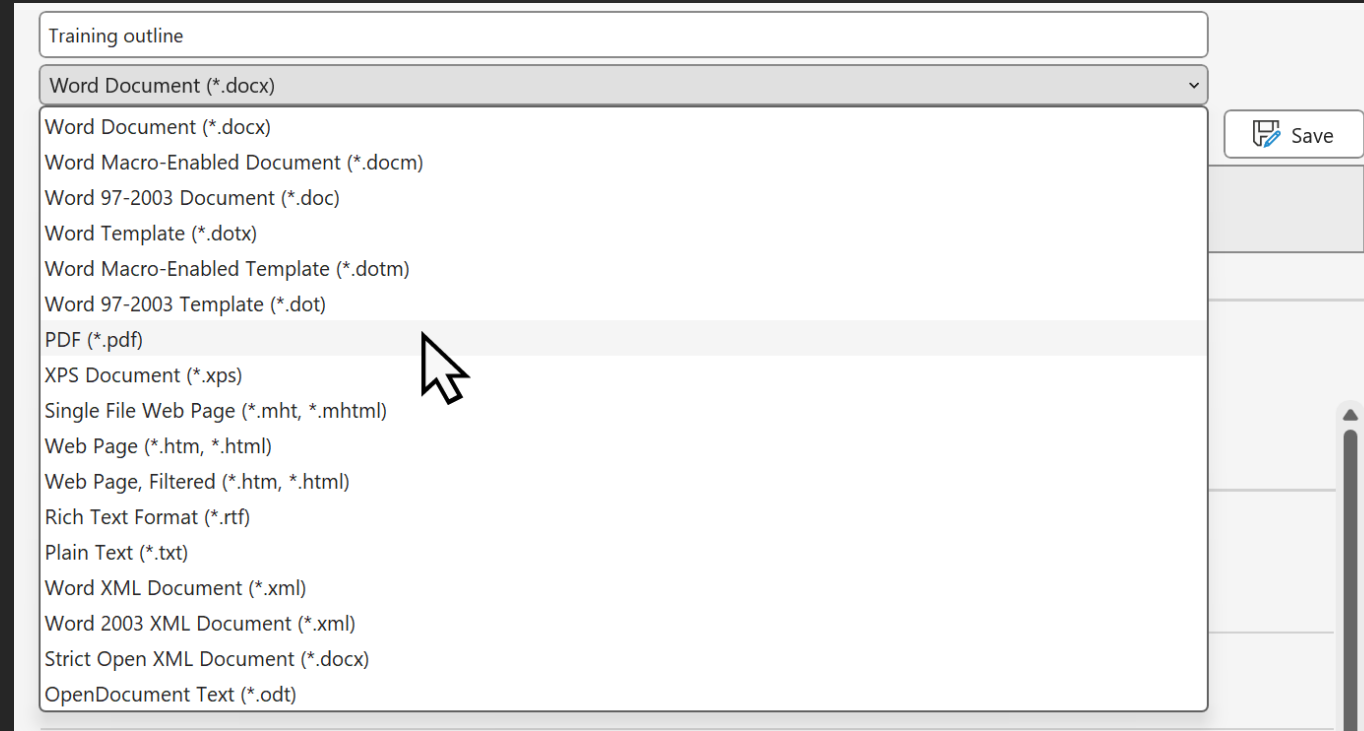 Training outline
Word Document (*.docx)
Word Document (*.docx)
Save
Word Macro-Enabled Document (*.docm)
Word 97-2003 Document (*.doc)
Word Template (*.dotx)
Word Macro-Enabled Template (*.dotm)
Word 97-2003 Template (*.dot)
PDF (*.pdf)
XPS Document (*.xps)
Single File Web Page (*.mht, *.mhtml)
Web Page (*.htm, *.html)
Web Page, Filtered (*.htm, *.html)
Rich Text Format (*.rtf)
Plain Text (*.txt)
Word XML Document (*.xml)
Word 2003 XML Document (*.xml)
Strict Open XML Document (*.docx)
OpenDocument Text (*.odt)